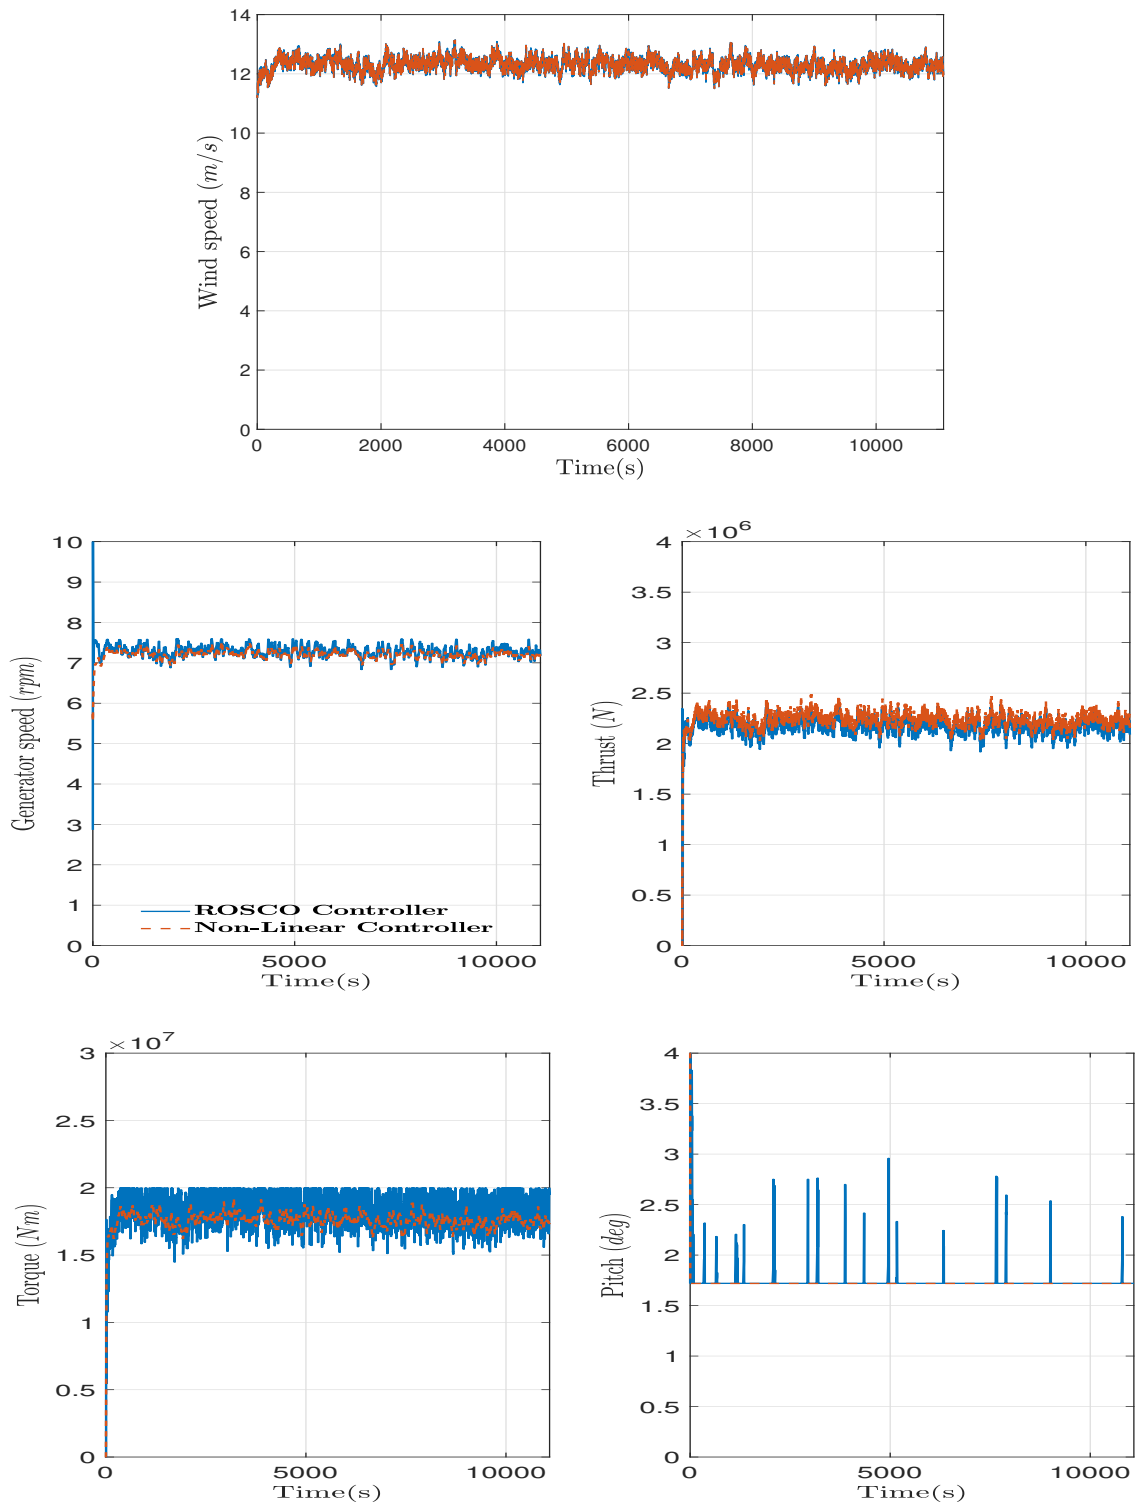 14
12
10
8
6
4
2
0
Wind speed (m/s)
0 2000 4000 6000 8000 10000
Time(s)
10
9
8
7
6
5
4
3
2
1
0
Generator speed (rpm)
ROSCO Controller
Non-Linear Controller
0 5000 10000
Time(s)
×10⁶
4
3.5
3
2.5
2
1.5
1
0.5
0
Thrust (N)
0 5000 10000
Time(s)
×10⁷
3
2.5
2
1.5
1
0.5
0
Torque (Nm)
0 5000 10000
Time(s)
4
3.5
3
2.5
2
1.5
1
0.5
0
Pitch (deg)
0 5000 10000
Time(s)